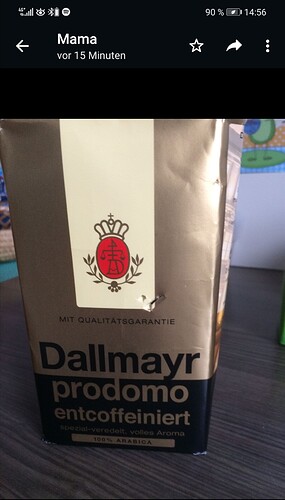 90 % 14:56
Mama
vor 15 Minuten
MIT QUALITÄTSGARANTIE
Dallmayr
prodomo
entcoffeiniert
spezial-veredelt, volles Aroma
100% ARABICA